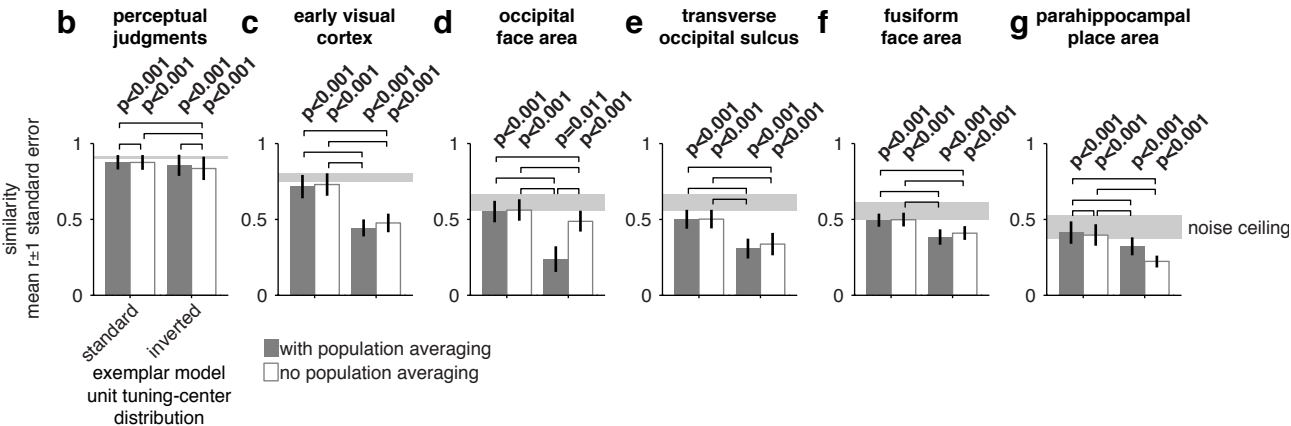 b perceptual judgments
c early visual cortex
d occipital face area
e transverse occipital sulcus
f fusiform face area
g parahippocampal place area
p<0.001 p<0.001 p<0.001 p<0.001
p<0.001 p<0.001 p<0.001 p<0.001
p<0.001 p<0.001 p=0.011 p<0.001
p<0.001 p<0.001 p<0.001 p<0.001
p<0.001 p<0.001 p<0.001 p<0.001
p<0.001 p<0.001 p<0.001 p<0.001
similarity
mean r±1 standard error
1 0.5 0
1 0.5 0
1 0.5 0
1 0.5 0
1 0.5 0
1 0.5 0
noise ceiling
standard inverted
exemplar model
unit tuning-center
distribution
with population averaging
no population averaging